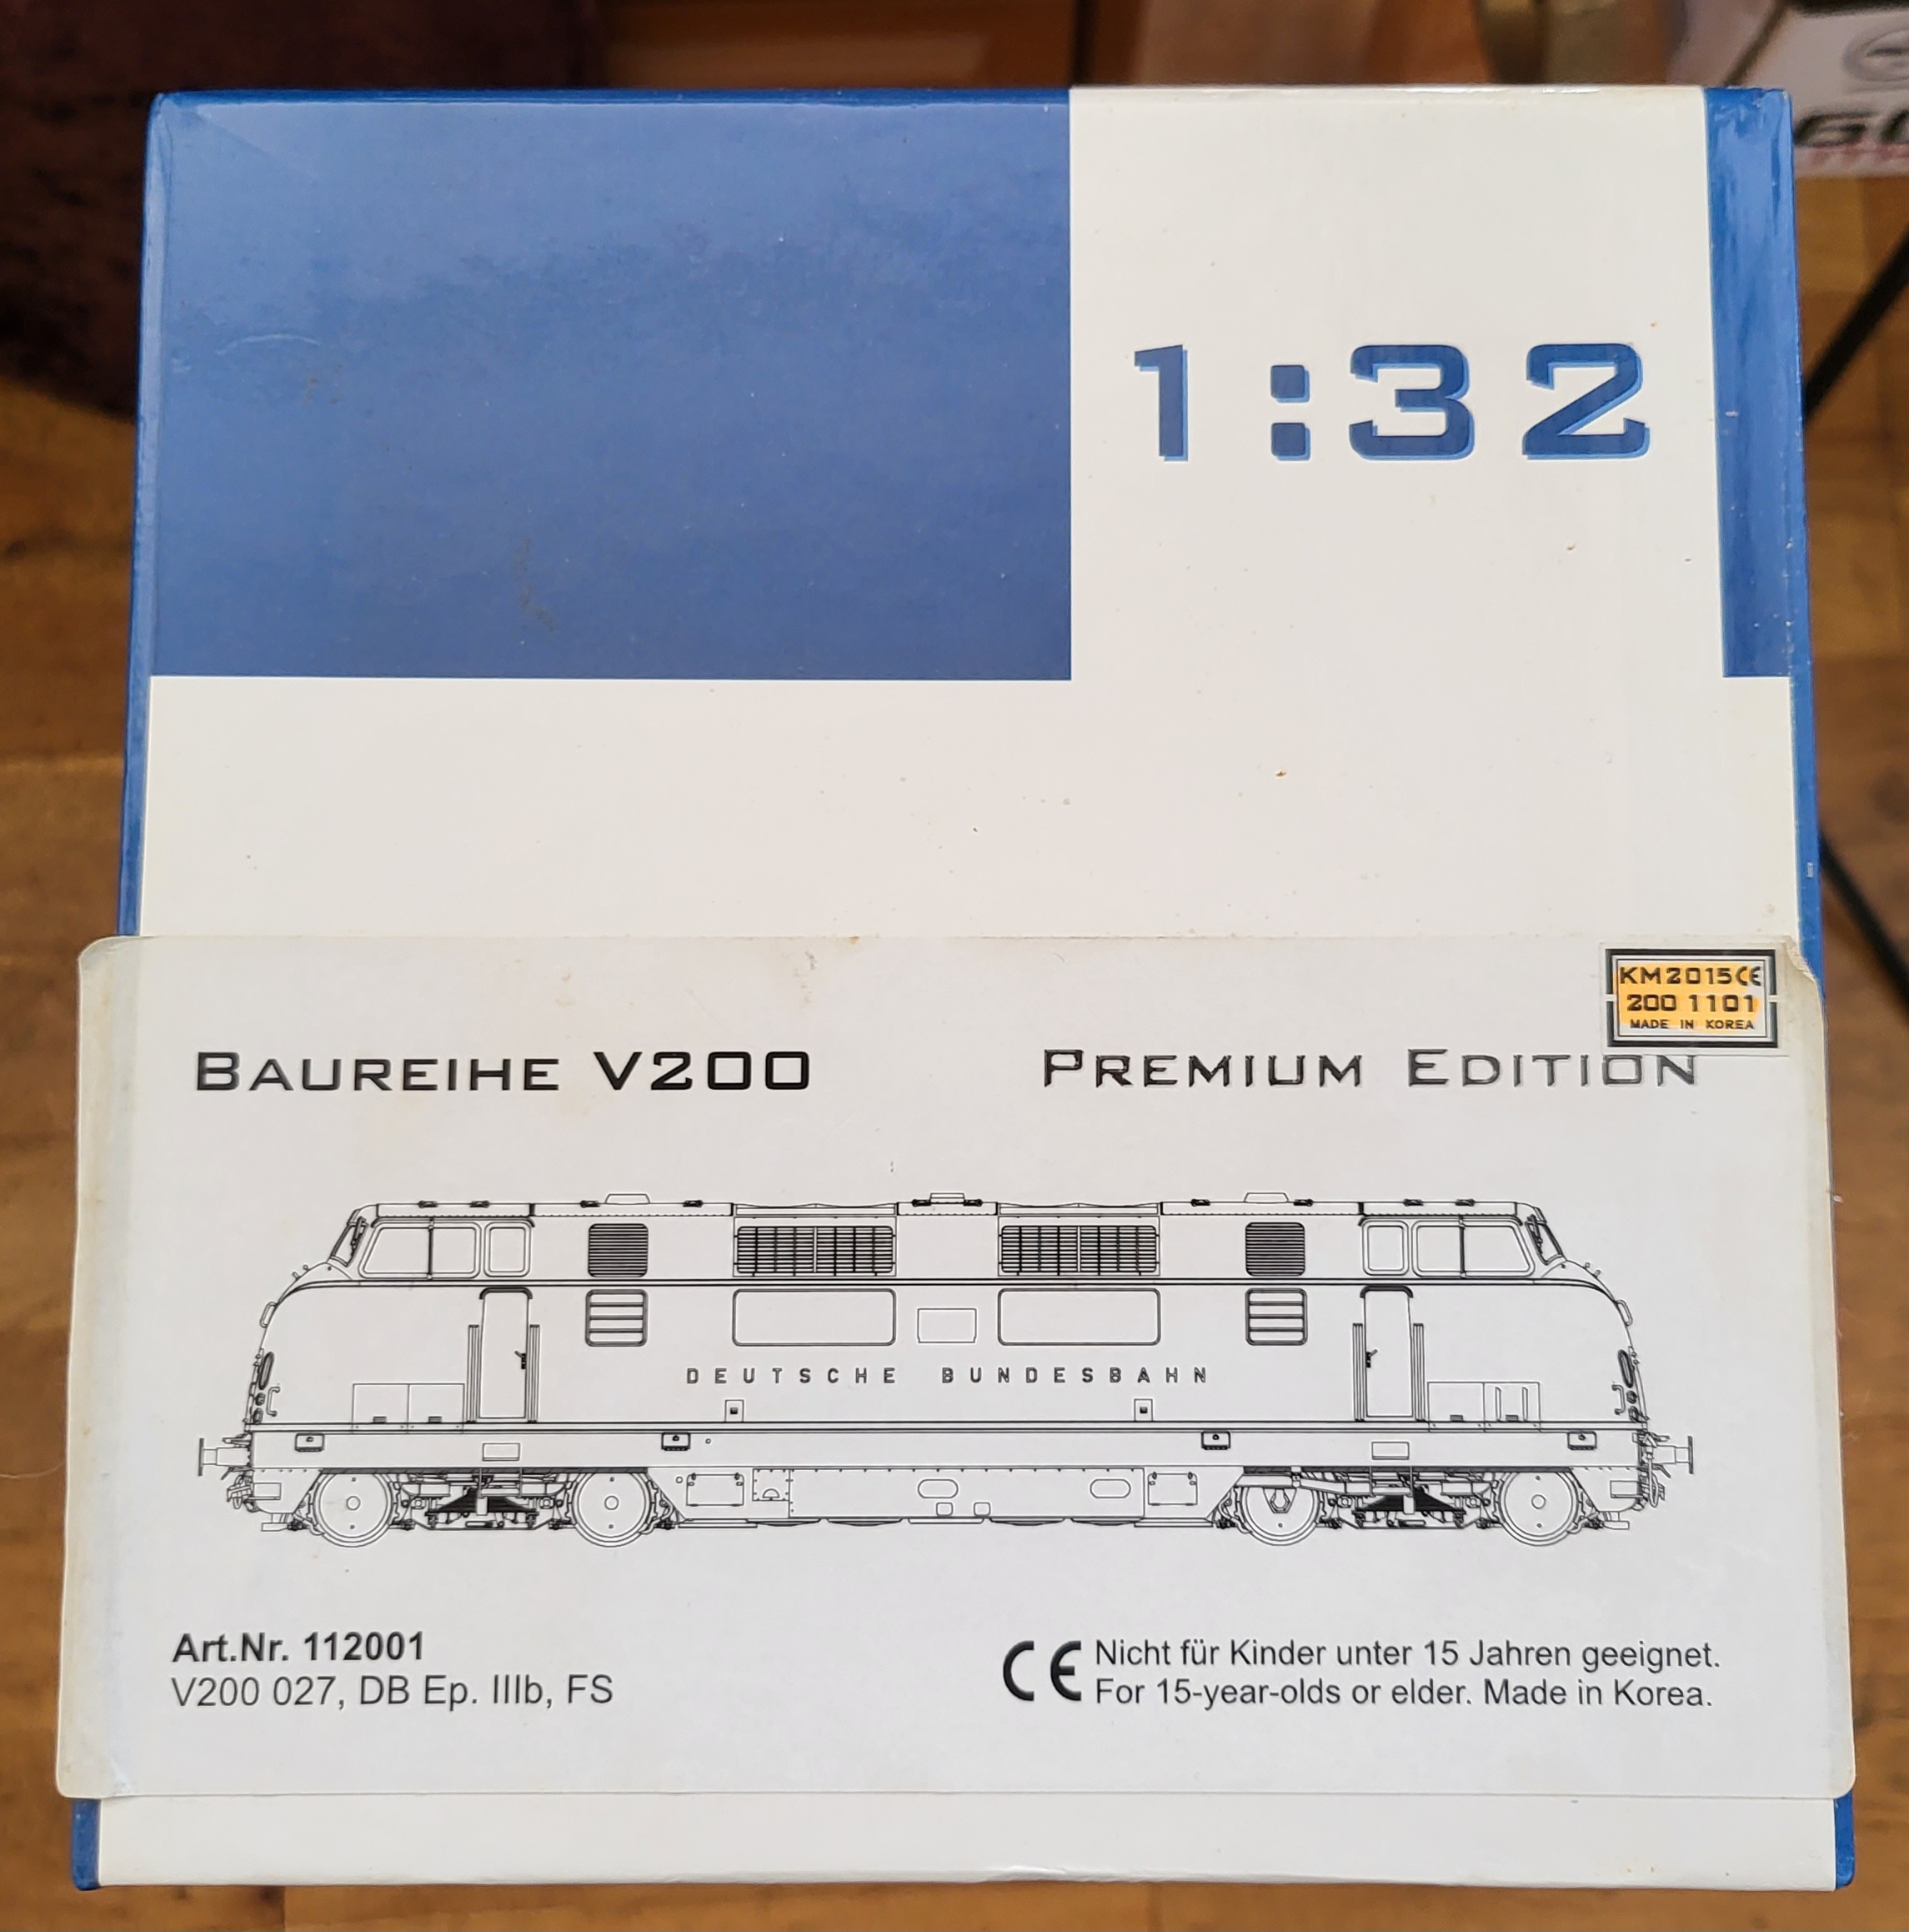 1:32
KM2015CE
200 1101
MADE IN KOREA
BAUREIHE V200
PREMIUM EDITION
DEUTSCHE BUNDESBAHN
Art.Nr. 112001
V200 027, DB Ep. IIIb, FS
CE Nicht für Kinder unter 15 Jahren geeignet.
For 15-year-olds or elder. Made in Korea.